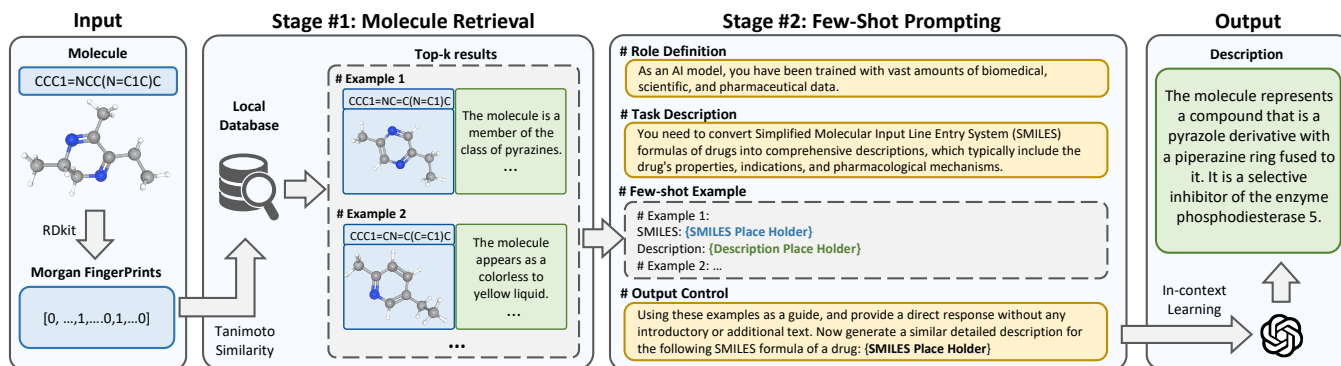 Input
Molecule
CCC1=NCC(N=C1C)C
RDkit
Morgan FingerPrints
[0, ...,1,....0,1,...0]
Stage #1: Molecule Retrieval
Local
Database
Tanimoto
Similarity
Top-k results
# Example 1
CCC1=NC=C(N=C1)C
The molecule is a
member of the
class of pyrazines.
...
# Example 2
CCC1=CN=C(C=C1)C
The molecule
appears as a
colorless to
yellow liquid.
...
...
Stage #2: Few-Shot Prompting
# Role Definition
As an AI model, you have been trained with vast amounts of biomedical,
scientific, and pharmaceutical data.
# Task Description
You need to convert Simplified Molecular Input Line Entry System (SMILES)
formulas of drugs into comprehensive descriptions, which typically include the
drug's properties, indications, and pharmacological mechanisms.
# Few-shot Example
# Example 1:
SMILES: {SMILES Place Holder}
Description: {Description Place Holder}
# Example 2: ...
# Output Control
Using these examples as a guide, and provide a direct response without any
introductory or additional text. Now generate a similar detailed description for
the following SMILES formula of a drug: {SMILES Place Holder}
Output
Description
The molecule represents
a compound that is a
pyrazole derivative with
a piperazine ring fused to
it. It is a selective
inhibitor of the enzyme
phosphodiesterase 5.
In-context
Learning